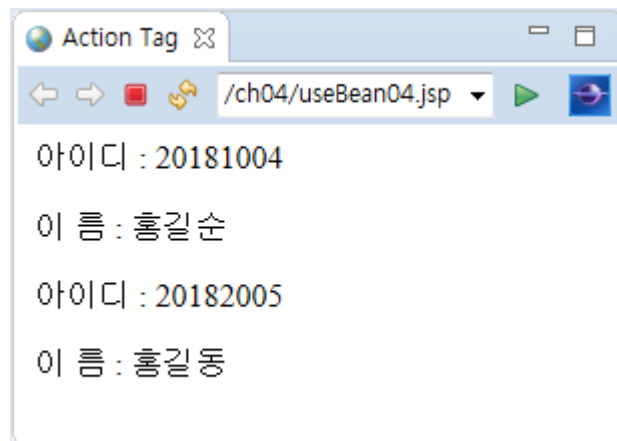 Action Tag
/ch04/useBean04.jsp
아이디 : 20181004
이 름 : 홍길순
아이디 : 20182005
이 름 : 홍길동